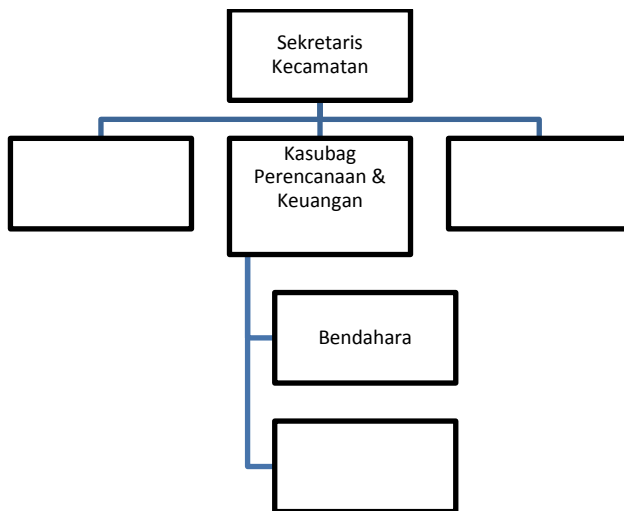 Sekretaris
Kecamatan
Kasubag
Perencanaan &
Keuangan
Bendahara